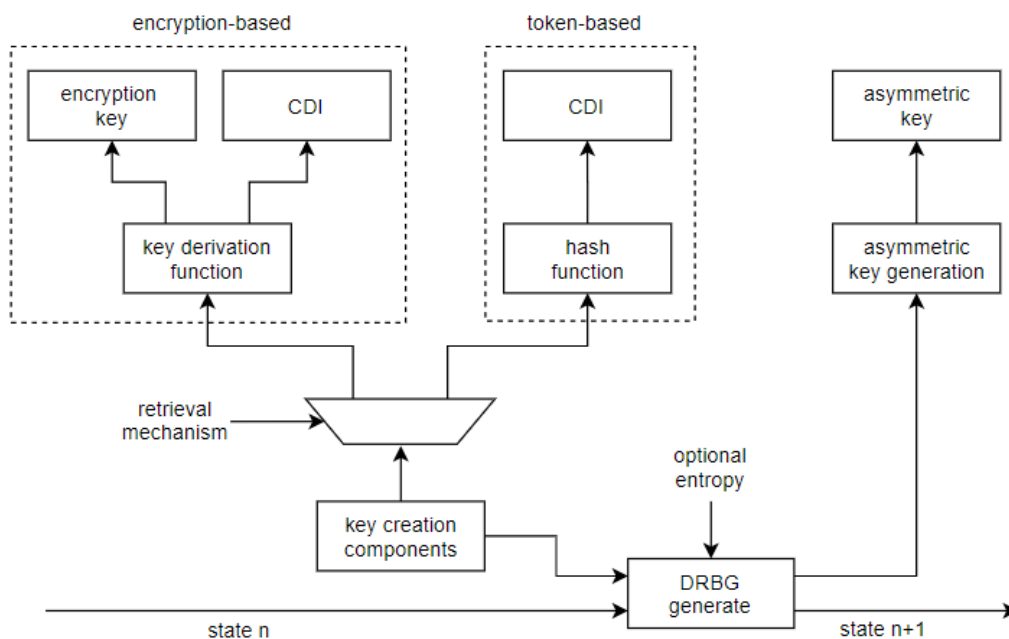 encryption-based
token-based
encryption
key
CDI
CDI
asymmetric
key
key derivation
function
hash
function
asymmetric
key generation
retrieval
mechanism
optional
entropy
key creation
components
DRBG
generate
state n
state n+1